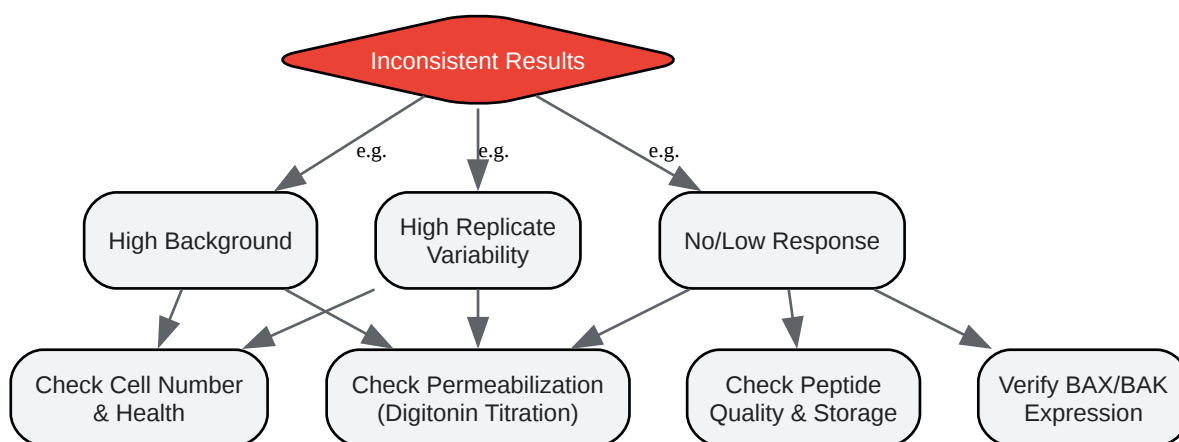 Inconsistent Results
e.g.
e.g.
e.g.
High Background
High Replicate
Variability
No/Low Response
Check Cell Number
& Health
Check Permeabilization
(Digitonin Titration)
Check Peptide
Quality & Storage
Verify BAX/BAK
Expression